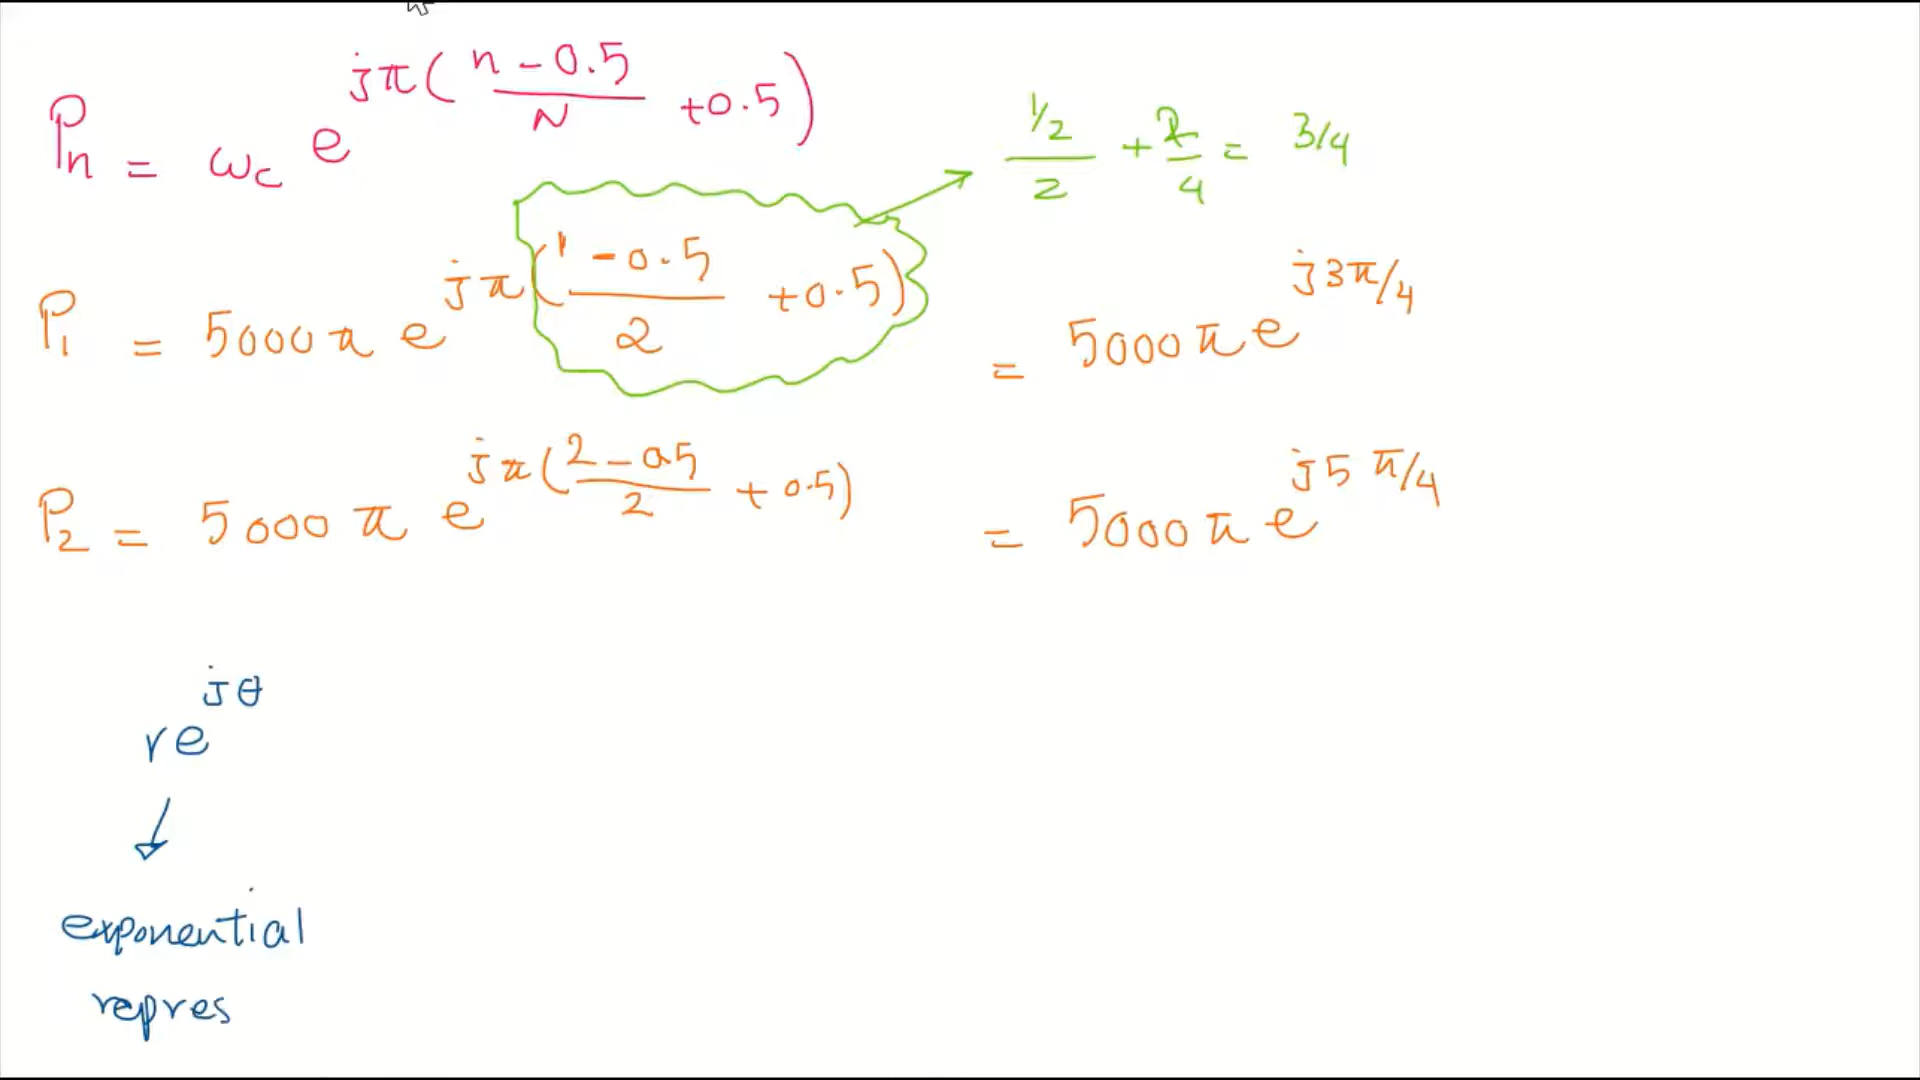 Pn = ωc e^{jπ((n-0.5)/N +0.5)}
(1/2)/2 + 2/4 = 3/4
P1 = 5000π e^{jπ((1-0.5)/2 +0.5)} = 5000π e^{j3π/4}
P2 = 5000π e^{jπ((2-0.5)/2 + 0.5)} = 5000π e^{j5π/4}
re^{jθ}
exponential
repres